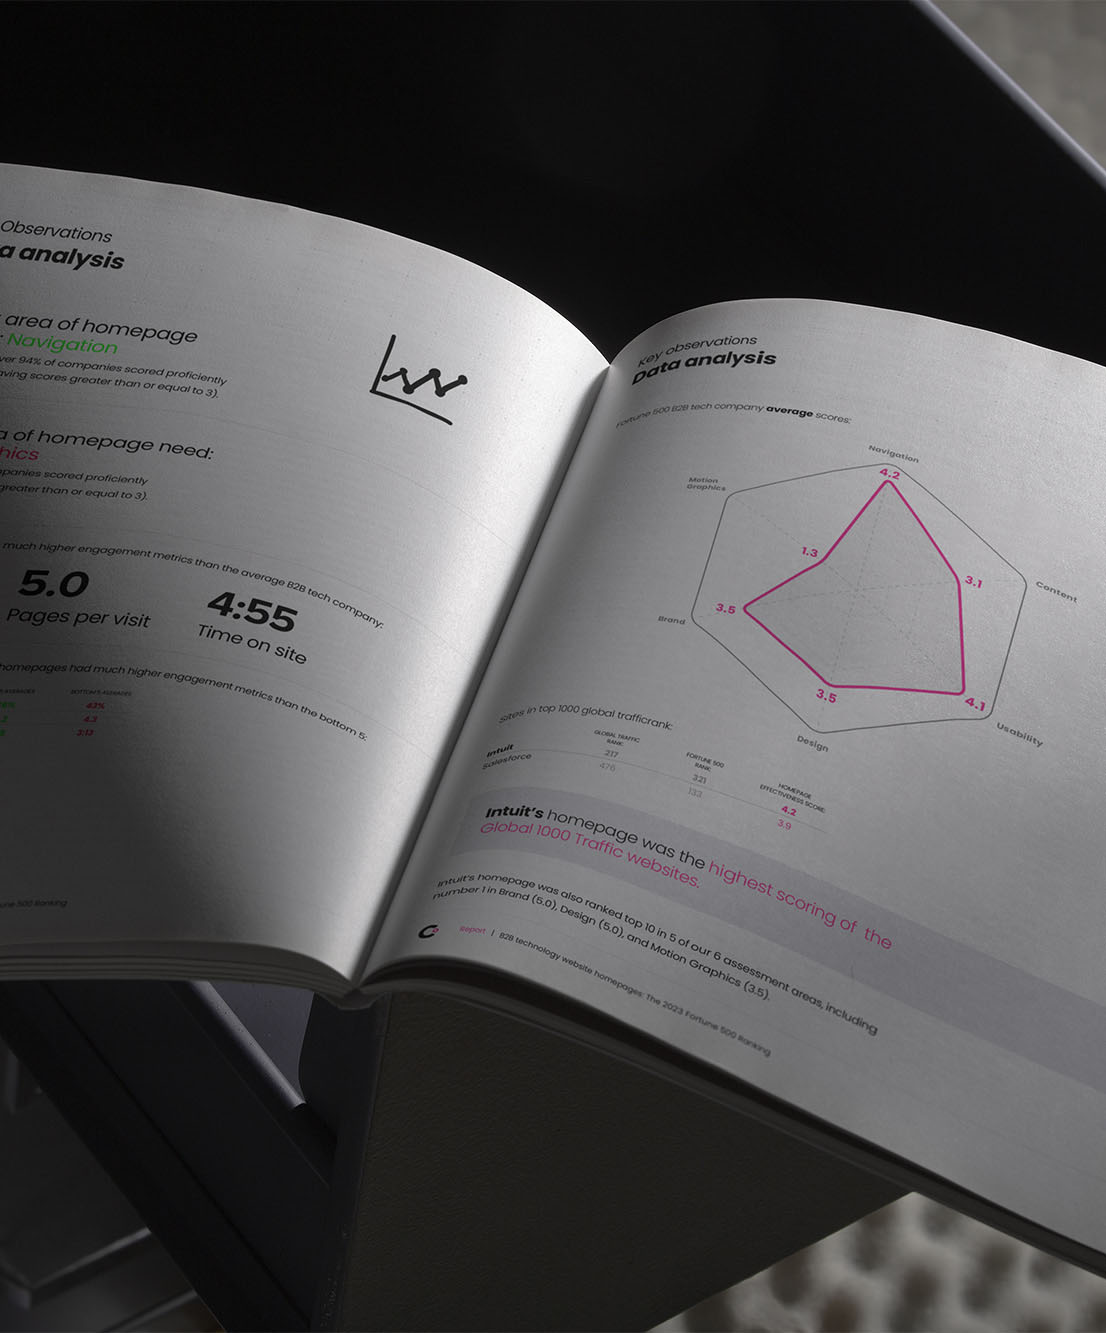 Observations
a analysis
area of homepage
: Navigation
ver 94% of companies scored proficiently
aving scores greater than or equal to 3).
a of homepage need:
hics
panies scored proficiently
greater than or equal to 3).
much higher engagement metrics than the average B2B tech company:
5.0
Pages per visit
4:55
Time on site
homepages had much higher engagement metrics than the bottom 5:
AVERAGES
BOTTOM 5 AVERAGES
43%
4.3
3:13
une 500 Ranking
Key observations
Data analysis
Fortune 500 B2B tech company average scores:
Navigation
4.2
Motion
Graphics
1.3
3.1
Content
3.5
Brand
3.5
Design
4.1
Usability
Sites in top 1000 global trafficrank:
GLOBAL TRAFFIC
RANK:
FORTUNE 500
RANK:
HOMEPAGE
EFFECTIVENESS SCORE:
Intuit 217 321 4.2
Salesforce 476 133 3.9
Intuit's homepage was the highest scoring of the
Global 1000 Traffic websites.
Intuit's homepage was also ranked top 10 in 5 of our 6 assessment areas, including
number 1 in Brand (5.0), Design (5.0), and Motion Graphics (3.5).
Report | B2B technology website homepages: The 2023 Fortune 500 Ranking